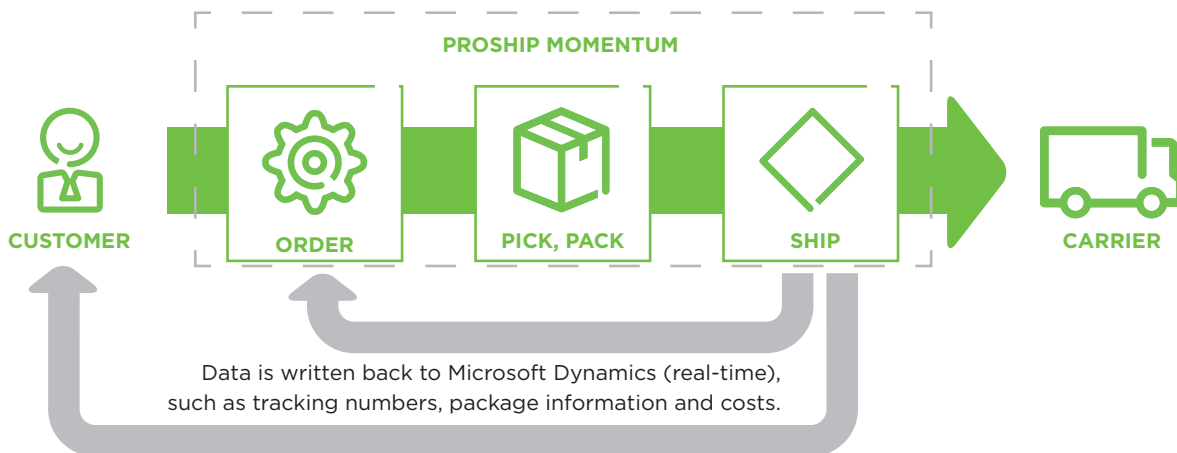 PROSHIP MOMENTUM
CUSTOMER
ORDER
PICK, PACK
SHIP
CARRIER
Data is written back to Microsoft Dynamics (real-time),
such as tracking numbers, package information and costs.